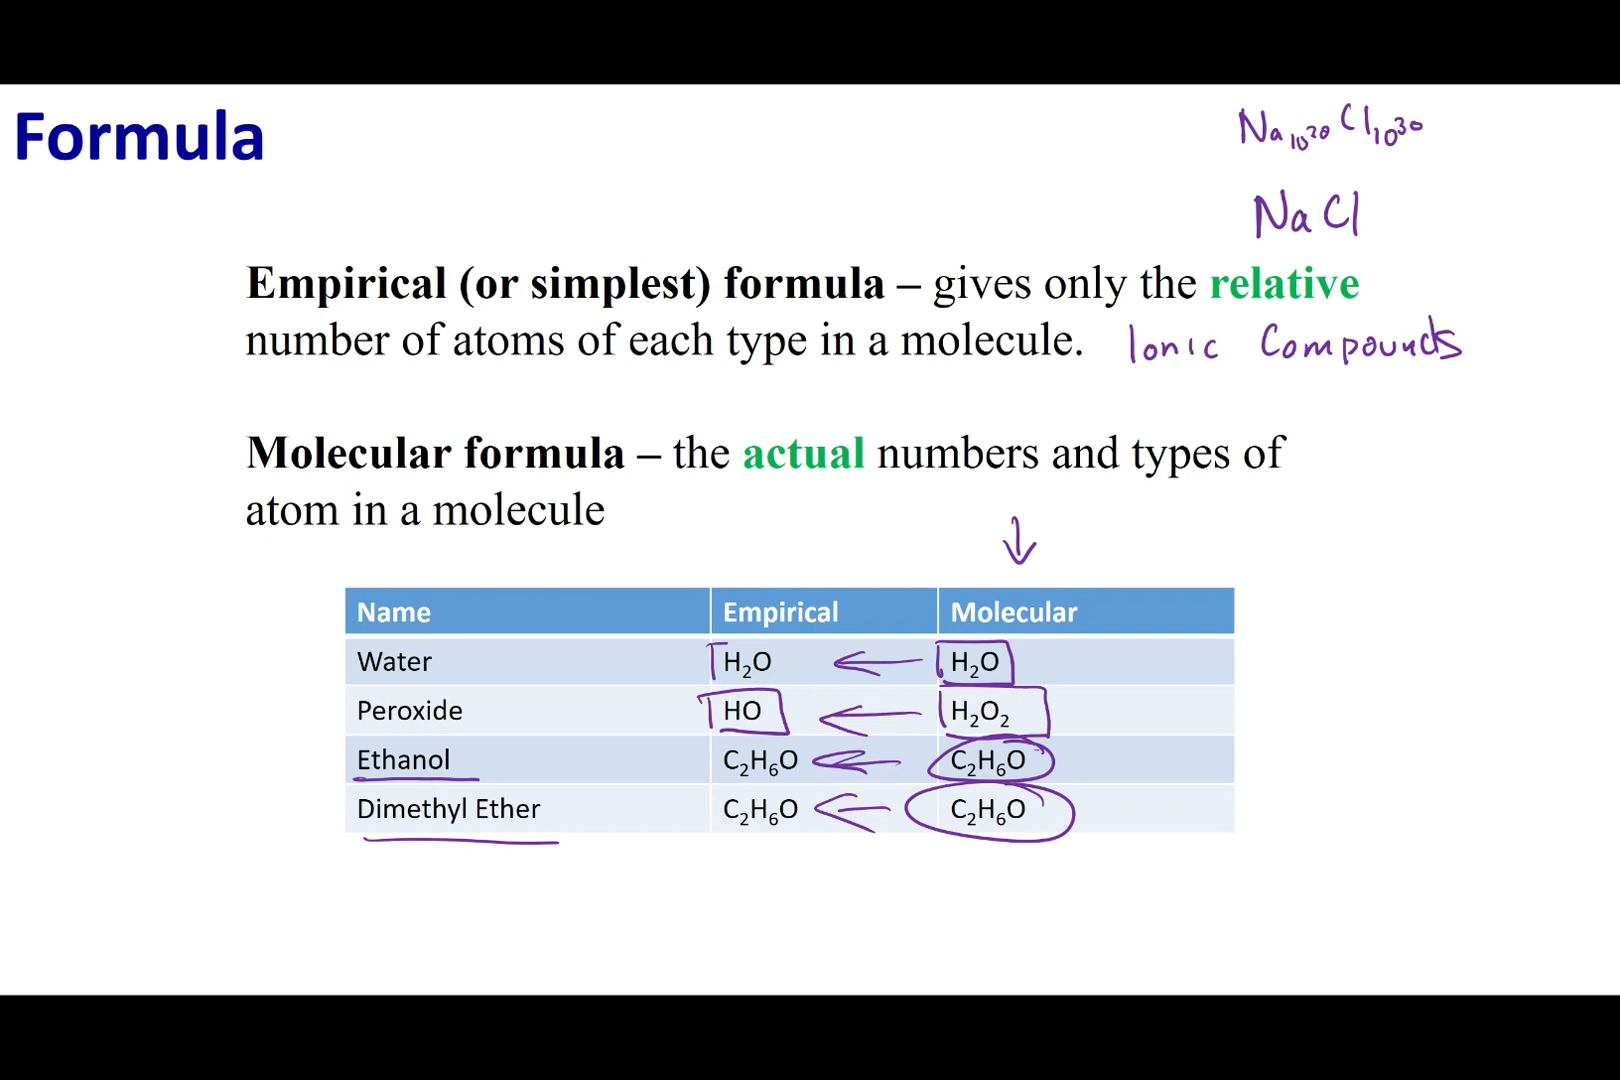 Formula
Na₁₀²⁰ Cl₁₀³⁰
NaCl
Empirical (or simplest) formula – gives only the relative
number of atoms of each type in a molecule. Ionic Compounds
Molecular formula – the actual numbers and types of
atom in a molecule
Name Empirical Molecular
Water H₂O H₂O
Peroxide HO H₂O₂
Ethanol C₂H₆O C₂H₆O
Dimethyl Ether C₂H₆O C₂H₆O